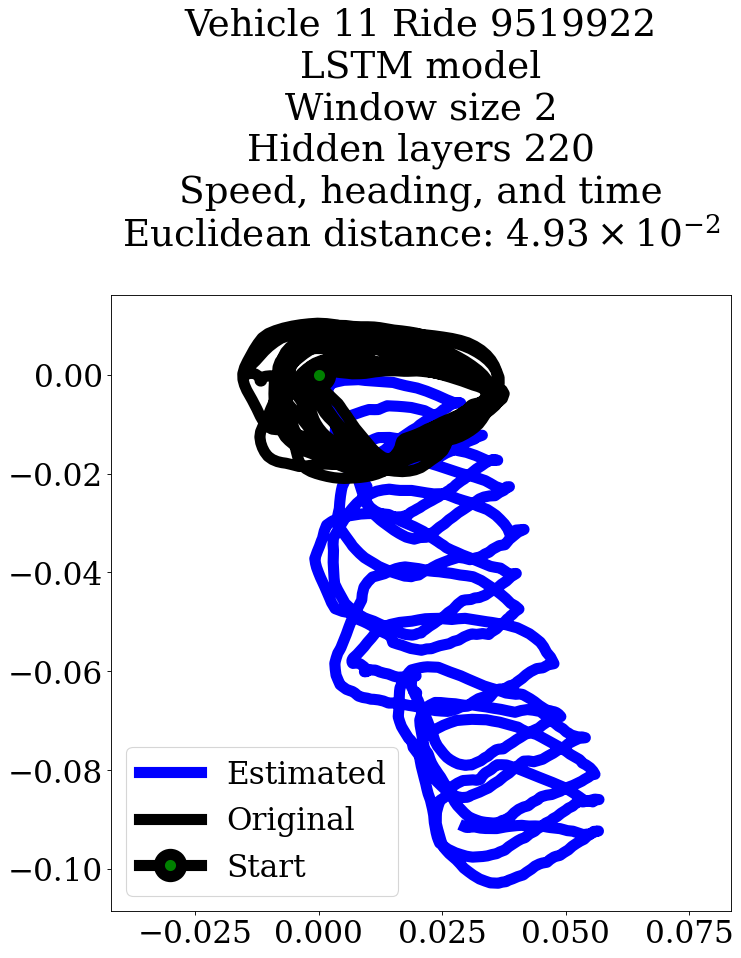 Vehicle 11 Ride 9519922
LSTM model
Window size 2
Hidden layers 220
Speed, heading, and time
Euclidean distance: 4.93 × 10⁻²
0.00
−0.02
−0.04
−0.06
−0.08
−0.10
Estimated
Original
Start
−0.025 0.000 0.025 0.050 0.075